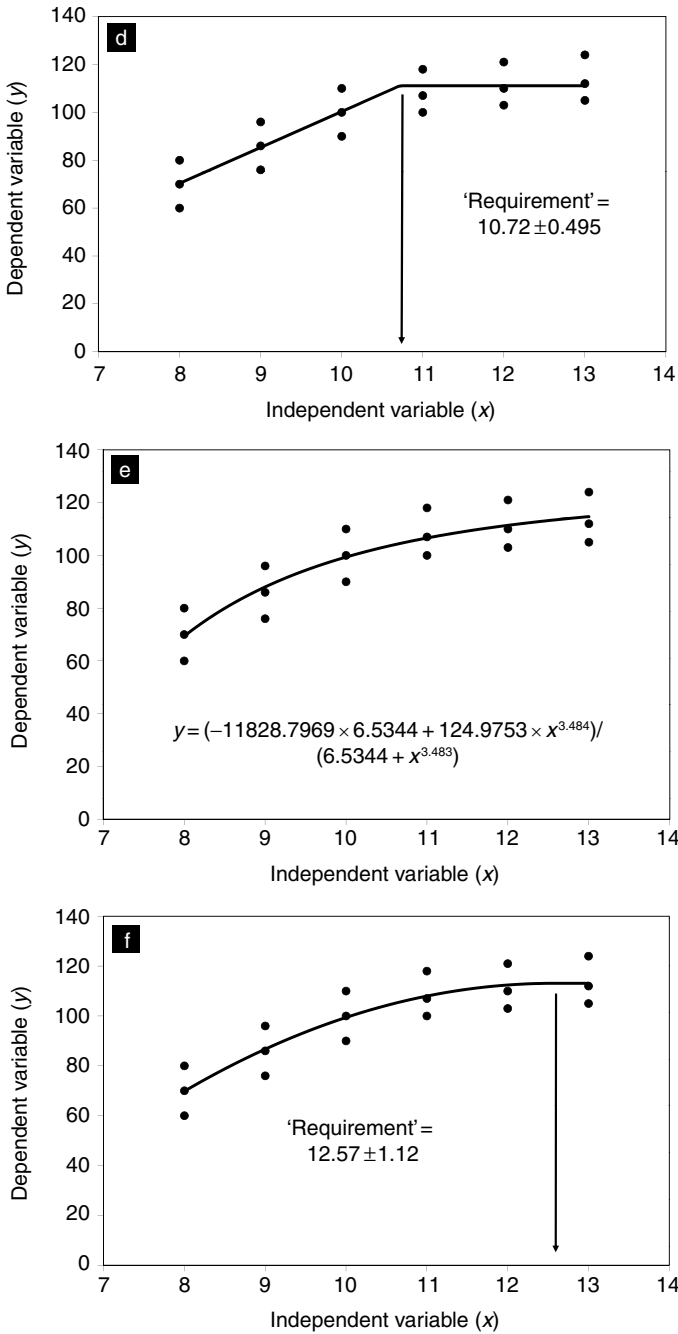 d
140
120
100
80
60
40
20
0
Dependent variable (y)
'Requirement' =
10.72 ±0.495
7 8 9 10 11 12 13 14
Independent variable (x)
e
140
120
100
80
60
40
20
0
Dependent variable (y)
y = (−11828.7969 × 6.5344 + 124.9753 × x^3.484)/
(6.5344 + x^3.483)
7 8 9 10 11 12 13 14
Independent variable (x)
f
140
120
100
80
60
40
20
0
Dependent variable (y)
'Requirement' =
12.57 ±1.12
7 8 9 10 11 12 13 14
Independent variable (x)